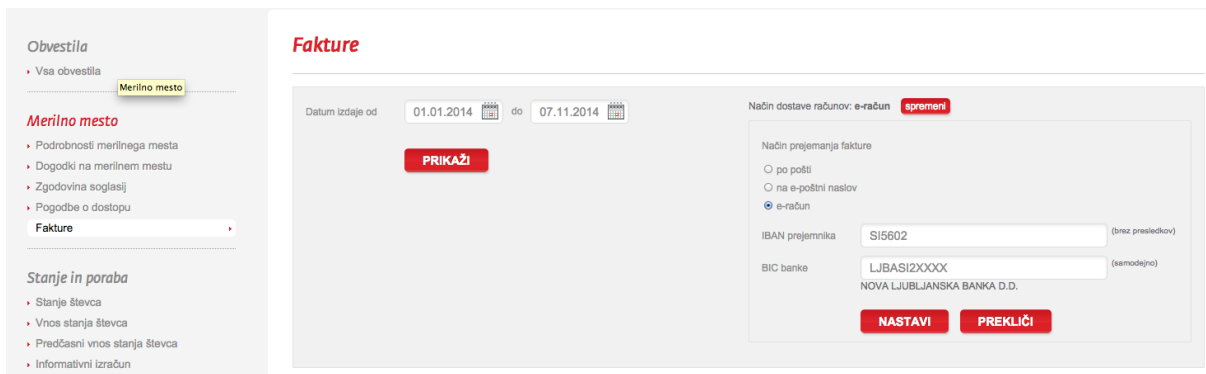 Obvestila
Vsa obvestila
Merilno mesto
Merilno mesto
Podrobnosti merilnega mesta
Dogodki na merilnem mestu
Zgodovina soglasij
Pogodbe o dostopu
Fakture
Stanje in poraba
Stanje števca
Vnos stanja števca
Predčasni vnos stanja števca
Informativni izračun
Fakture
Datum izdaje od 01.01.2014 do 07.11.2014
PRIKAŽI
Način dostave računov: e-račun spremeni
Način prejemanja fakture
po pošti
na e-poštni naslov
e-račun
IBAN prejemnika SI5602 (brez presledkov)
BIC banke LJBASI2XXXX (samodejno)
NOVA LJUBLJANSKA BANKA D.D.
NASTAVI PREKLIČI